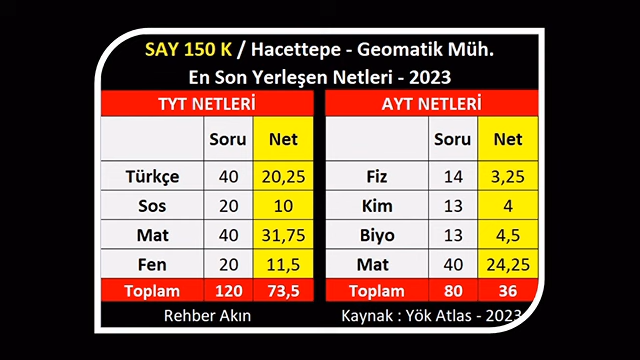 SAY 150 K / Hacettepe - Geomatik Müh.
En Son Yerleşen Netleri - 2023
TYT NETLERİ
Soru Net
Türkçe 40 20,25
Sos 20 10
Mat 40 31,75
Fen 20 11,5
Toplam 120 73,5
Rehber Akın
AYT NETLERİ
Soru Net
Fiz 14 3,25
Kim 13 4
Biyo 13 4,5
Mat 40 24,25
Toplam 80 36
Kaynak : Yök Atlas - 2023